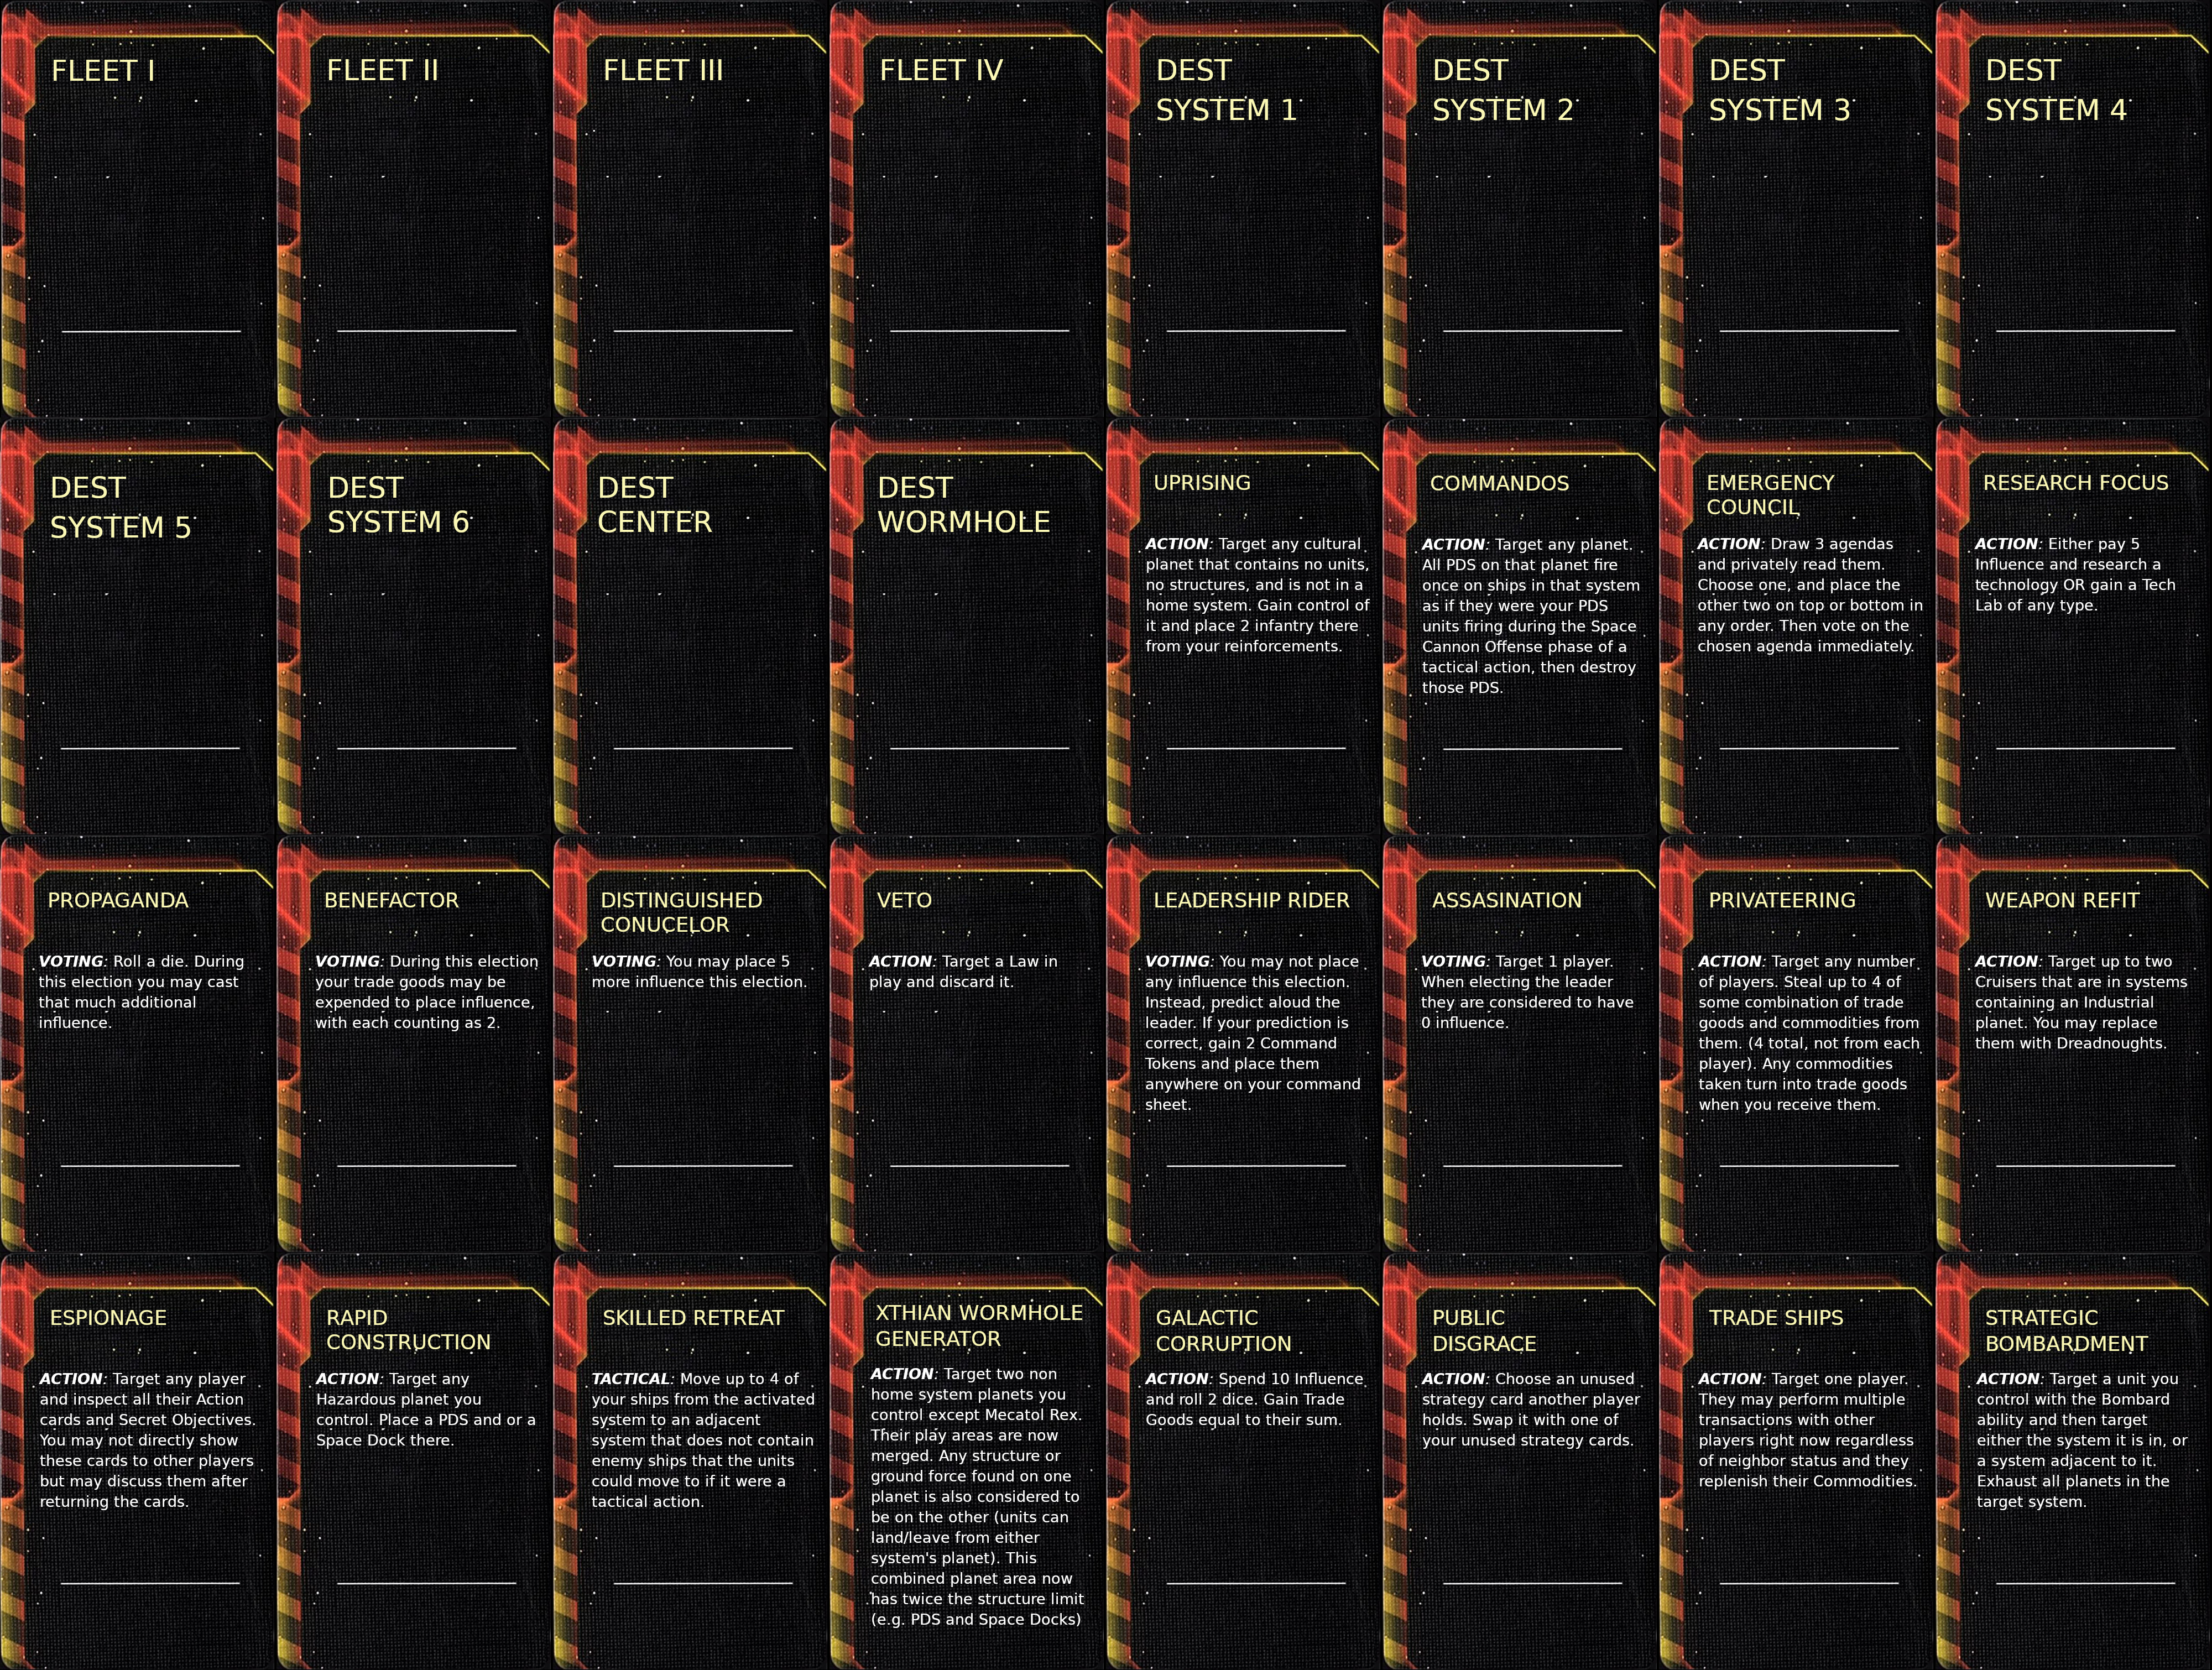 FLEET I
FLEET II
FLEET III
FLEET IV
DEST
SYSTEM 1
DEST
SYSTEM 2
DEST
SYSTEM 3
DEST
SYSTEM 4
DEST
SYSTEM 5
DEST
SYSTEM 6
DEST
CENTER
DEST
WORMHOLE
UPRISING
ACTION: Target any cultural
planet that contains no units,
no structures, and is not in a
home system. Gain control of
it and place 2 infantry there
from your reinforcements.
COMMANDOS
ACTION: Target any planet.
All PDS on that planet fire
once on ships in that system
as if they were your PDS
units firing during the Space
Cannon Offense phase of a
tactical action, then destroy
those PDS.
EMERGENCY
COUNCIL
ACTION: Draw 3 agendas
and privately read them.
Choose one, and place the
other two on top or bottom in
any order. Then vote on the
chosen agenda immediately.
RESEARCH FOCUS
ACTION: Either pay 5
Influence and research a
technology OR gain a Tech
Lab of any type.
PROPAGANDA
VOTING: Roll a die. During
this election you may cast
that much additional
influence.
BENEFACTOR
VOTING: During this election
your trade goods may be
expended to place influence,
with each counting as 2.
DISTINGUISHED
CONUCELOR
VOTING: You may place 5
more influence this election.
VETO
ACTION: Target a Law in
play and discard it.
LEADERSHIP RIDER
VOTING: You may not place
any influence this election.
Instead, predict aloud the
leader. If your prediction is
correct, gain 2 Command
Tokens and place them
anywhere on your command
sheet.
ASSASINATION
VOTING: Target 1 player.
When electing the leader
they are considered to have
0 influence.
PRIVATEERING
ACTION: Target any number
of players. Steal up to 4 of
some combination of trade
goods and commodities from
them. (4 total, not from each
player). Any commodities
taken turn into trade goods
when you receive them.
WEAPON REFIT
ACTION: Target up to two
Cruisers that are in systems
containing an Industrial
planet. You may replace
them with Dreadnoughts.
ESPIONAGE
ACTION: Target any player
and inspect all their Action
cards and Secret Objectives.
You may not directly show
these cards to other players
but may discuss them after
returning the cards.
RAPID
CONSTRUCTION
ACTION: Target any
Hazardous planet you
control. Place a PDS and or a
Space Dock there.
SKILLED RETREAT
TACTICAL: Move up to 4 of
your ships from the activated
system to an adjacent
system that does not contain
enemy ships that the units
could move to if it were a
tactical action.
XTHIAN WORMHOLE
GENERATOR
ACTION: Target two non
home system planets you
control except Mecatol Rex.
Their play areas are now
merged. Any structure or
ground force found on one
planet is also considered to
be on the other (units can
land/leave from either
system's planet). This
combined planet area now
has twice the structure limit
(e.g. PDS and Space Docks)
GALACTIC
CORRUPTION
ACTION: Spend 10 Influence
and roll 2 dice. Gain Trade
Goods equal to their sum.
PUBLIC
DISGRACE
ACTION: Choose an unused
strategy card another player
holds. Swap it with one of
your unused strategy cards.
TRADE SHIPS
ACTION: Target one player.
They may perform multiple
transactions with other
players right now regardless
of neighbor status and they
replenish their Commodities.
STRATEGIC
BOMBARDMENT
ACTION: Target a unit you
control with the Bombard
ability and then target
either the system it is in, or
a system adjacent to it.
Exhaust all planets in the
target system.